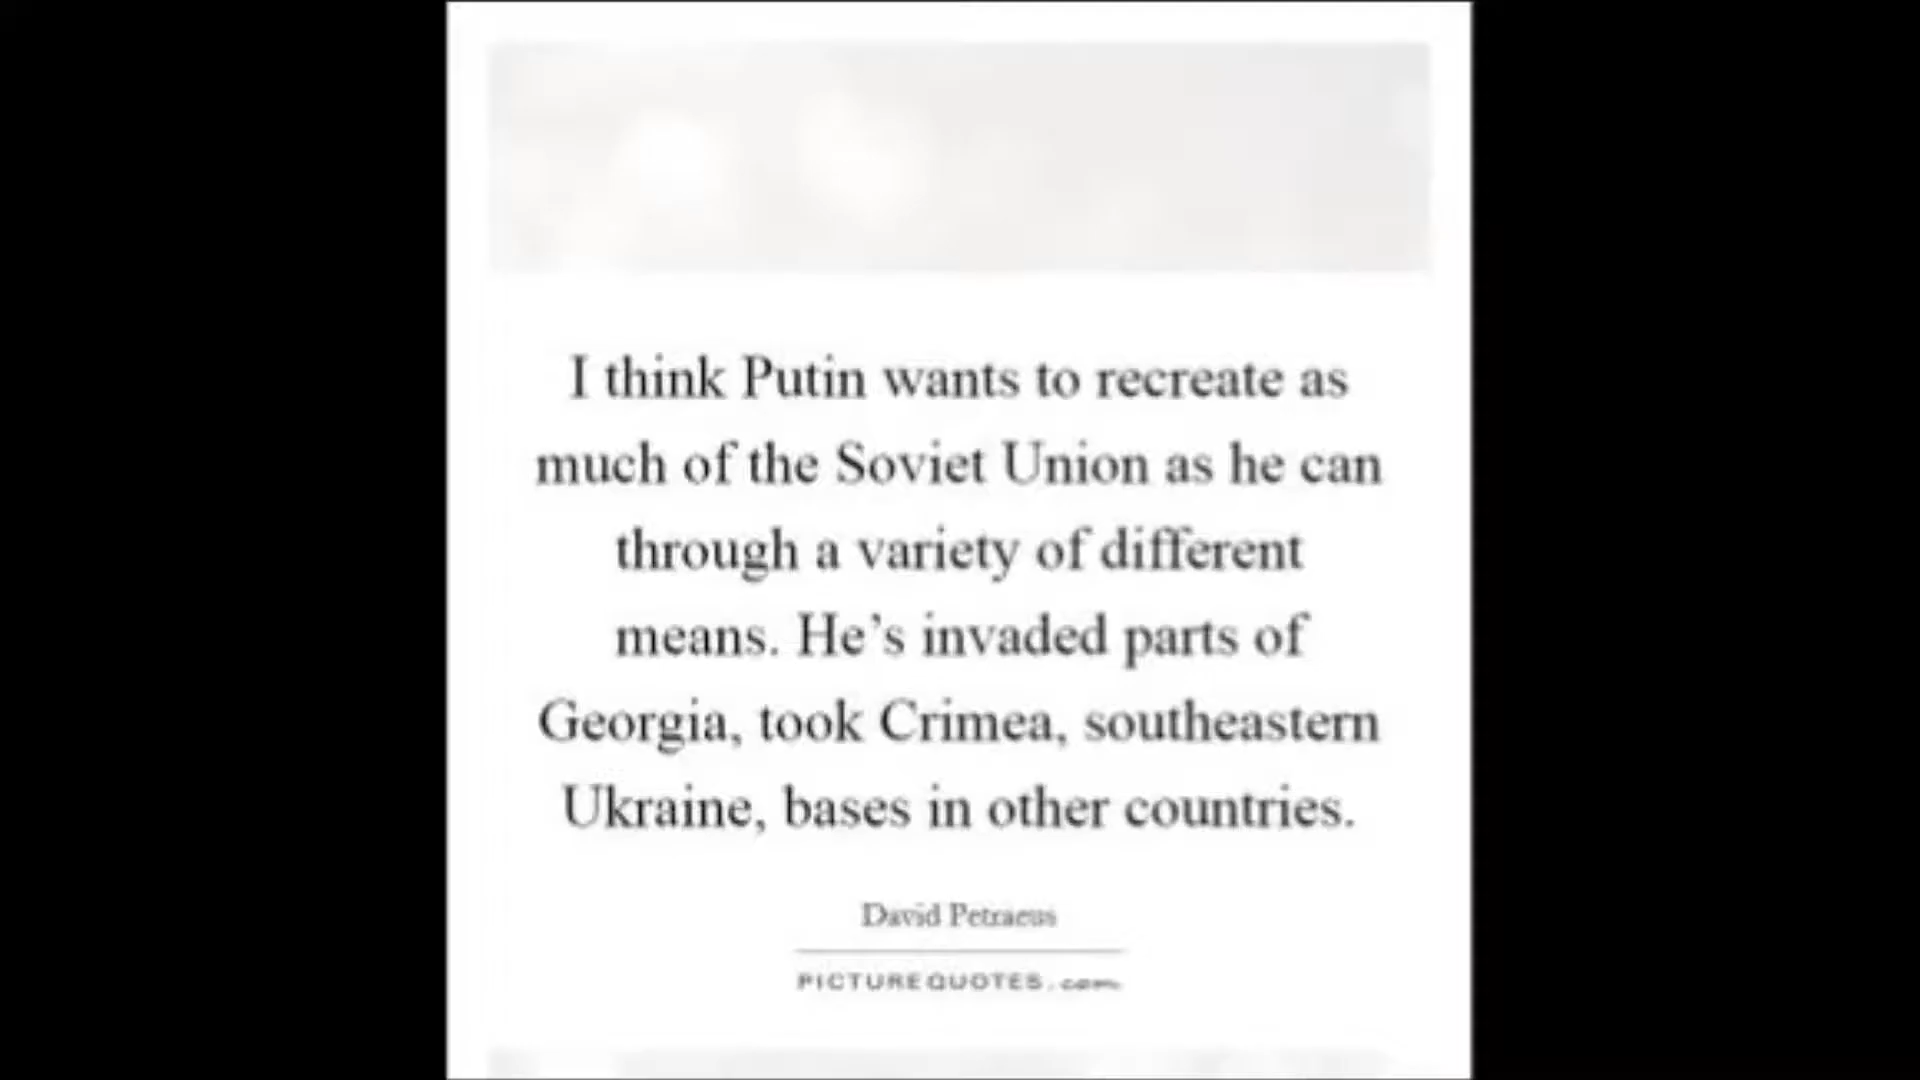 I think Putin wants to recreate as
much of the Soviet Union as he can
through a variety of different
means. He’s invaded parts of
Georgia, took Crimea, southeastern
Ukraine, bases in other countries.
David Petraeus
PICTUREQUOTES.com